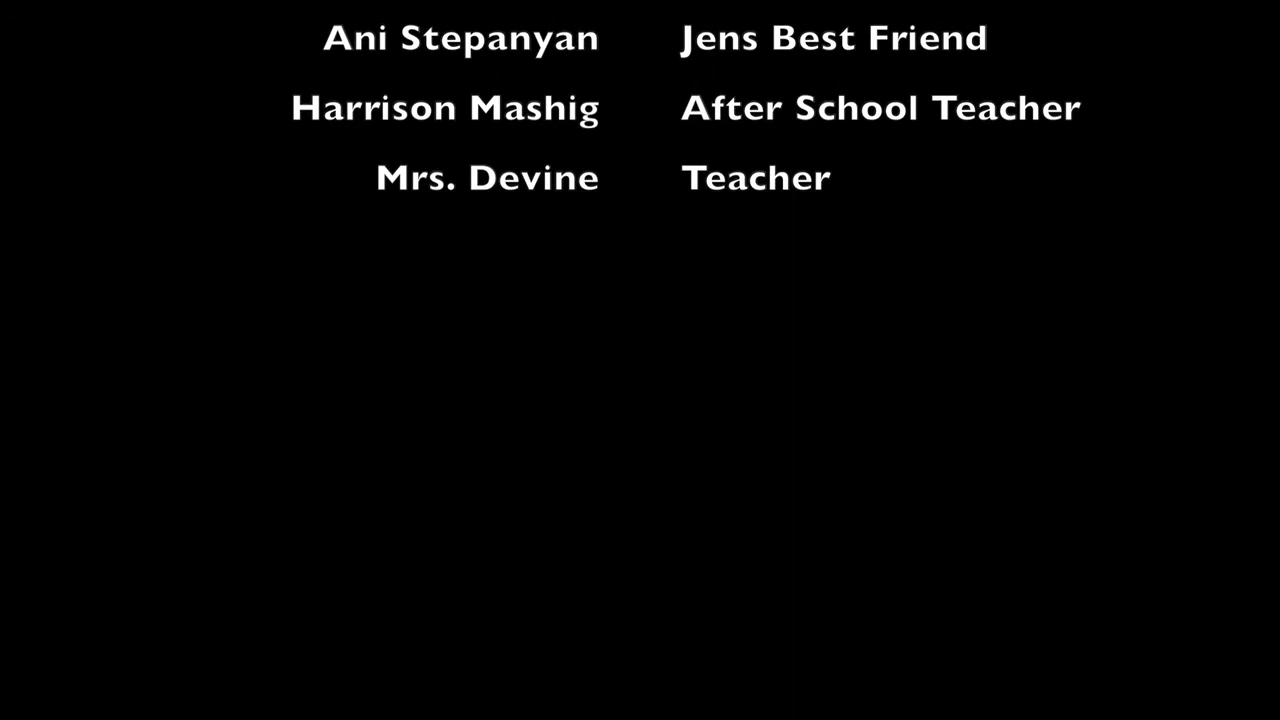 Ani Stepanyan Jens Best Friend
Harrison Mashig After School Teacher
Mrs. Devine Teacher